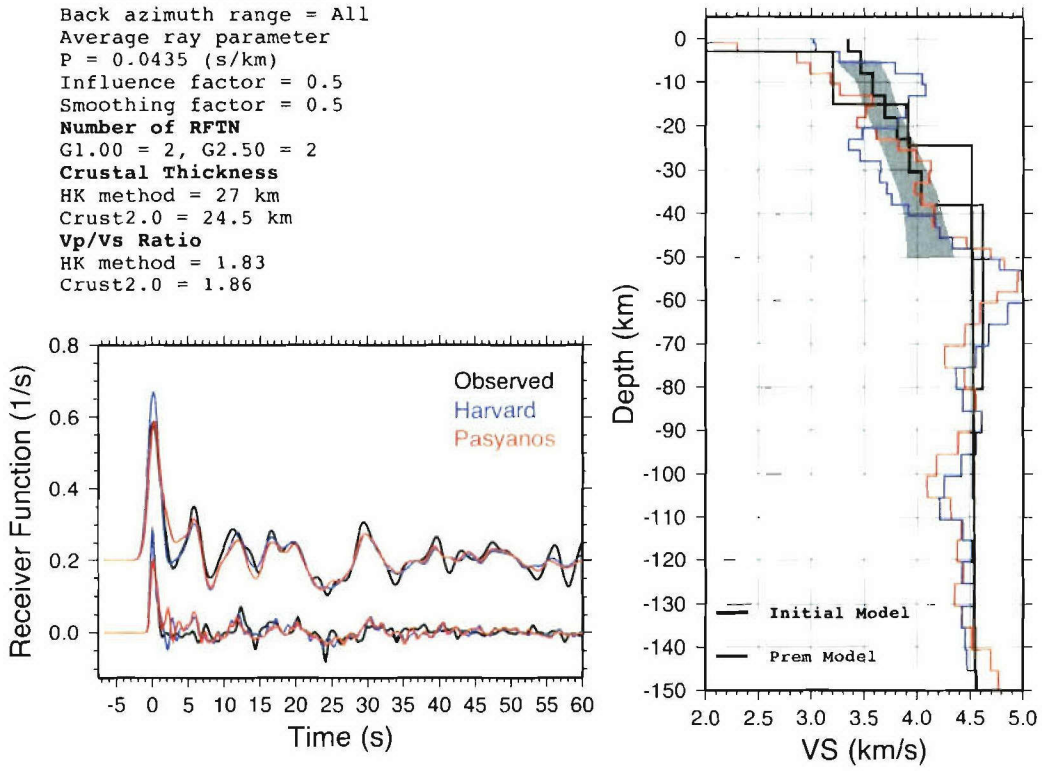 Back azimuth range = All
Average ray parameter
P = 0.0435 (s/km)
Influence factor = 0.5
Smoothing factor = 0.5
Number of RFTN
G1.00 = 2, G2.50 = 2
Crustal Thickness
HK method = 27 km
Crust2.0 = 24.5 km
Vp/Vs Ratio
HK method = 1.83
Crust2.0 = 1.86
Receiver Function (1/s)
0.8
0.6
0.4
0.2
0.0
Observed
Harvard
Pasyanos
-5 0 5 10 15 20 25 30 35 40 45 50 55 60
Time (s)
Depth (km)
0
-10
-20
-30
-40
-50
-60
-70
-80
-90
-100
-110
-120
-130
-140
-150
Initial Model
Prem Model
2.0 2.5 3.0 3.5 4.0 4.5 5.0
VS (km/s)